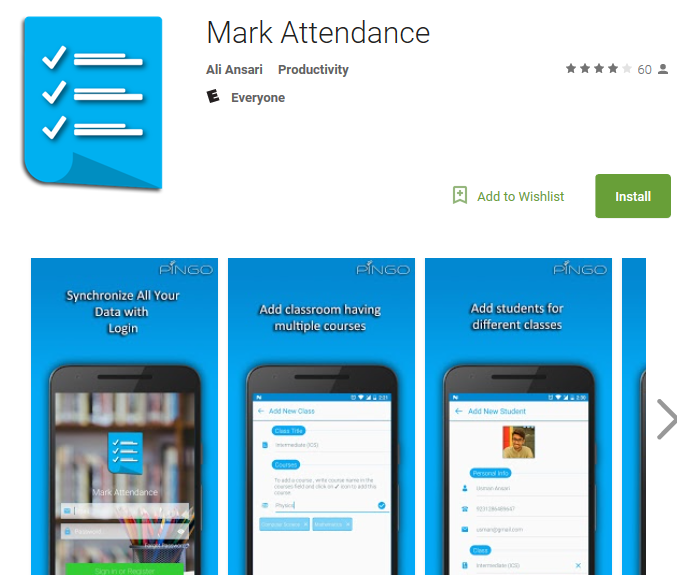 Mark Attendance
Ali Ansari Productivity
60
E Everyone
Add to Wishlist
Install
PINGO
Synchronize All Your
Data with
Login
Mark Attendance
Password
Forgot Password?
Sign in or Register
PINGO
Add classroom having
multiple courses
2:21
Add New Class
Class Title
Intermediate (ICS)
Courses
To add a course , write course name in the
courses field and click on ✓ icon to add this
course.
Physics
Computer Science ×
Mathematics ×
PINGO
Add students for
different classes
Add New Student
Personal Info
Usman Ansari
usman@gmail.com
Class
Intermediate (ICS)